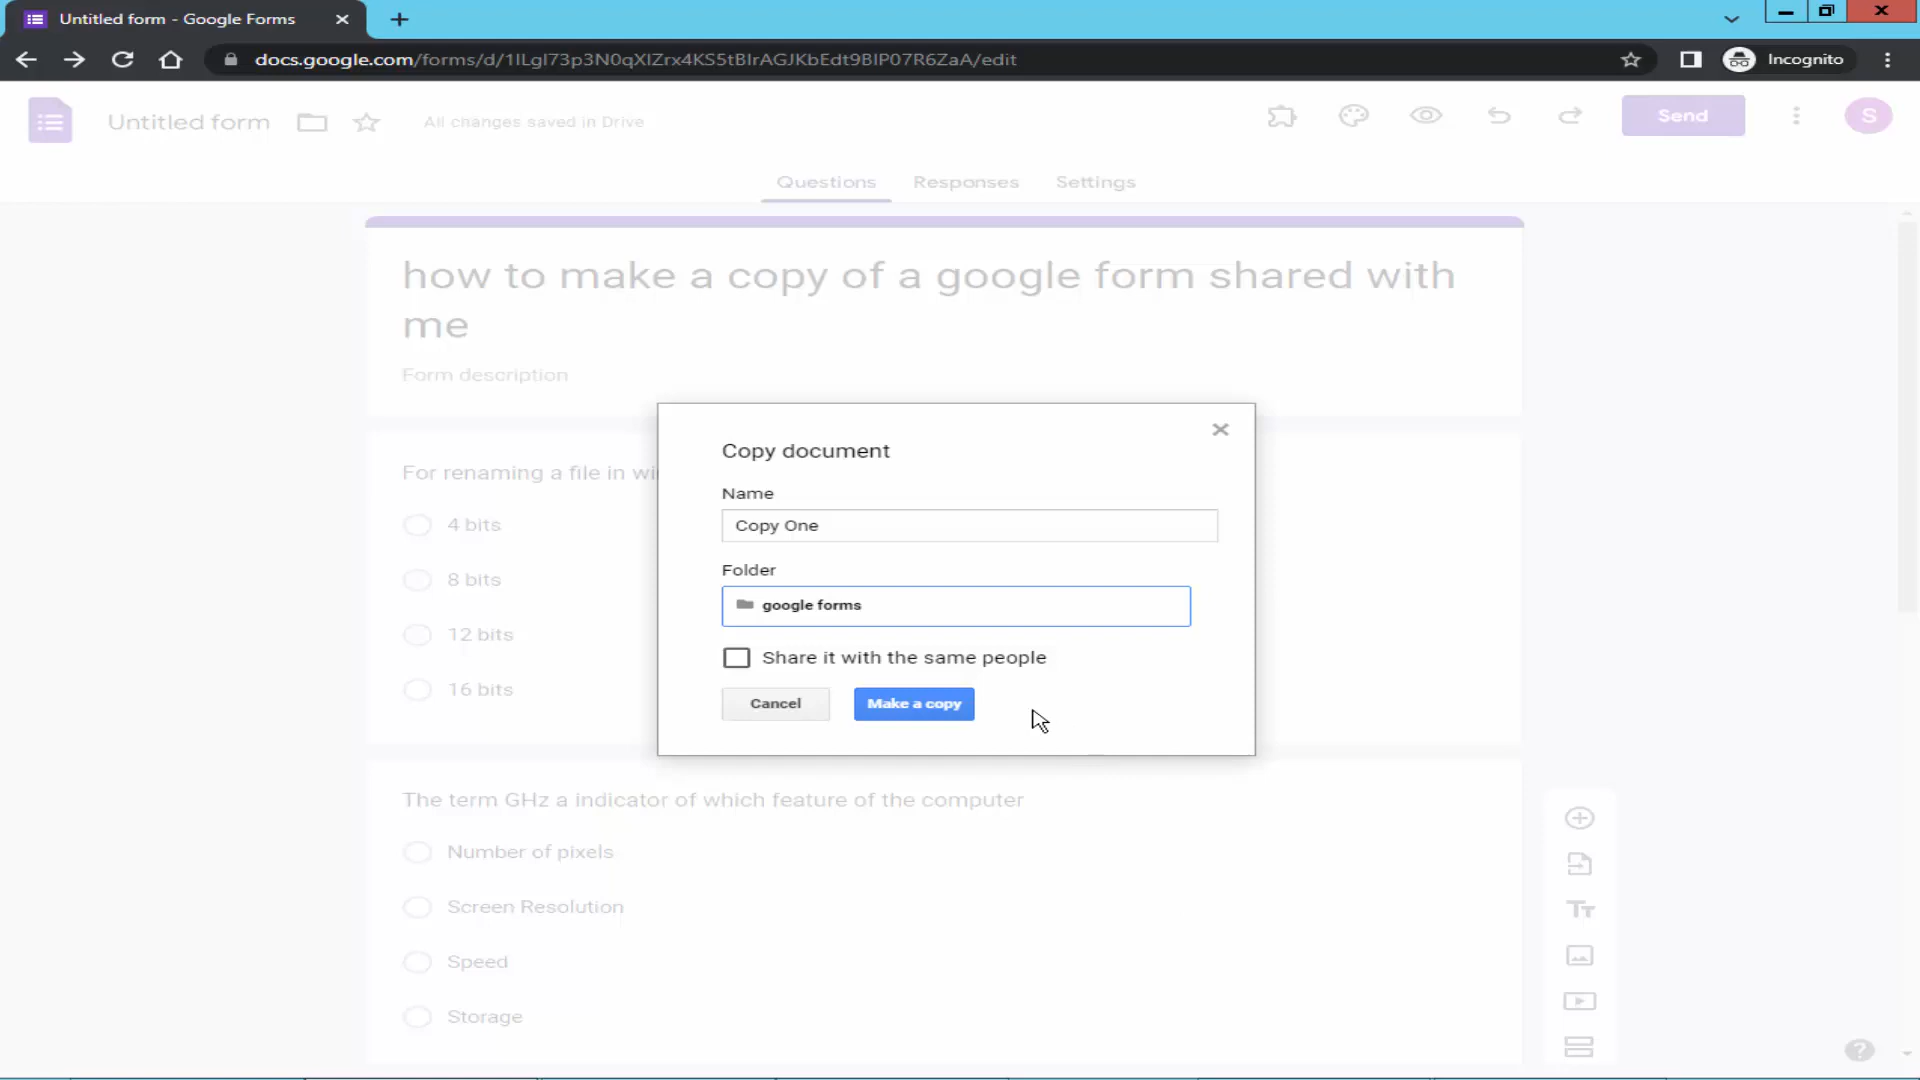 Untitled form - Google Forms
docs.google.com/forms/d/1ILgI73p3N0qXIZrx4KS5tBIrAGJKbEdt9BIP07R6ZaA/edit
Incognito
Untitled form
All changes saved in Drive
Send
S
Questions Responses Settings
how to make a copy of a google form shared with
me
Form description
Copy document
For renaming a file in wi
Name
Copy One
4 bits
Folder
8 bits
google forms
12 bits
Share it with the same people
16 bits
Cancel Make a copy
The term GHz a indicator of which feature of the computer
Number of pixels
Screen Resolution
Speed
Storage